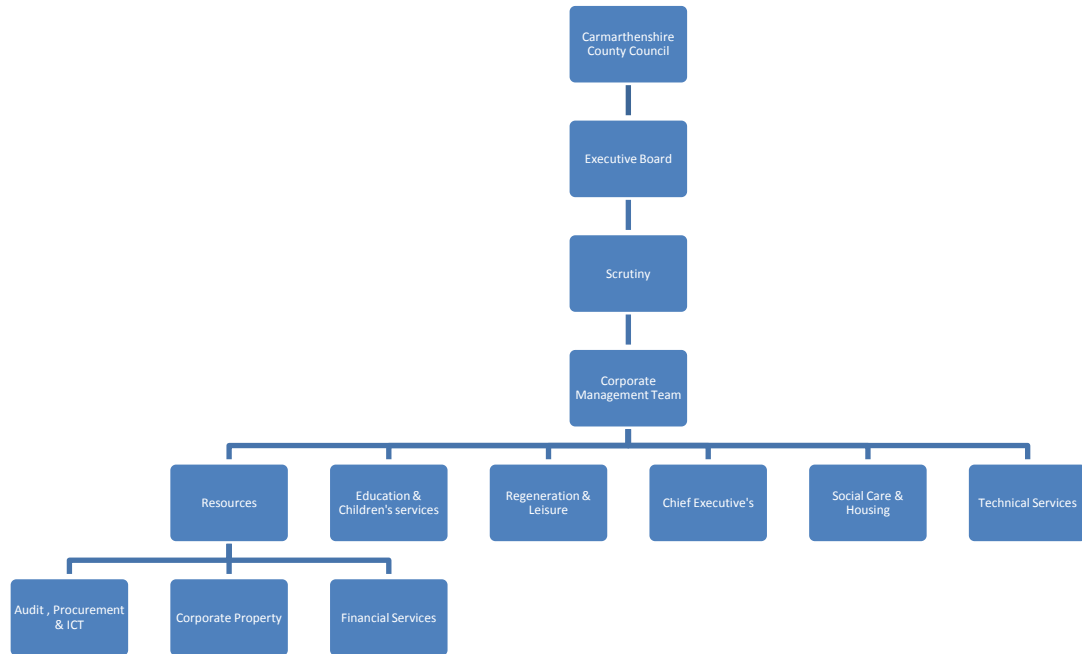 Carmarthenshire
County Council
Executive Board
Scrutiny
Corporate
Management Team
Resources
Education &
Children's services
Regeneration &
Leisure
Chief Executive's
Social Care &
Housing
Technical Services
Audit , Procurement
& ICT
Corporate Property
Financial Services